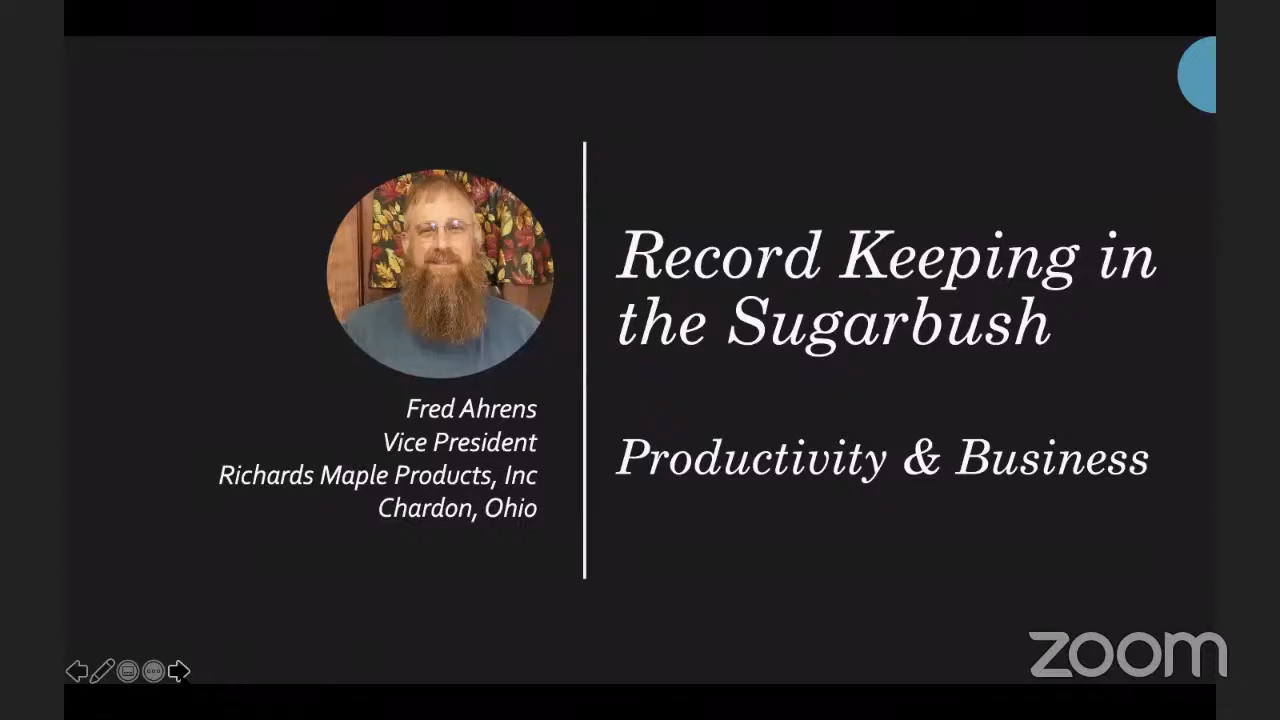 Fred Ahrens
Vice President
Richards Maple Products, Inc
Chardon, Ohio
Record Keeping in
the Sugarbush
Productivity & Business
zoom